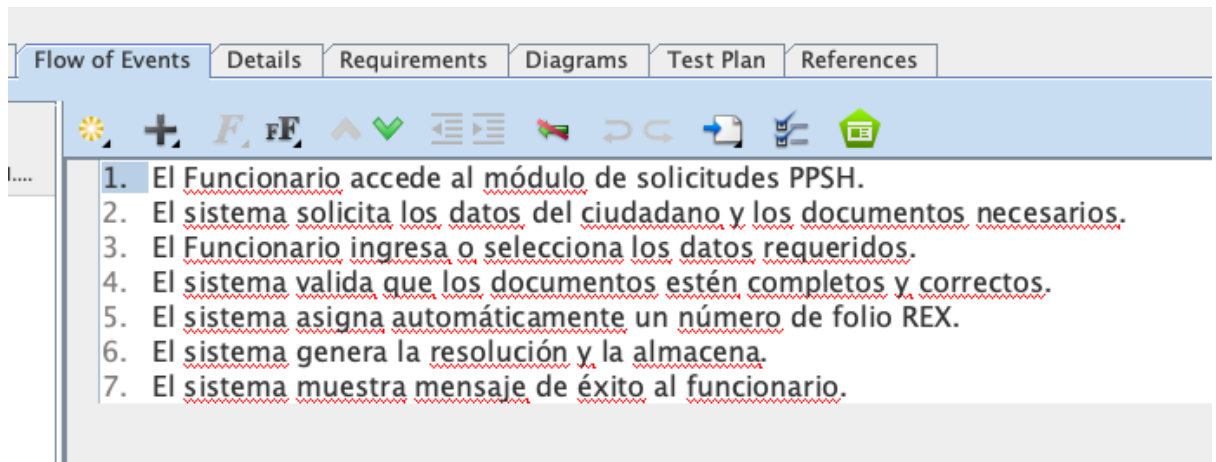 Flow of Events Details Requirements Diagrams Test Plan References
F FF
I....
1. El Funcionario accede al módulo de solicitudes PPSH.
2. El sistema solicita los datos del ciudadano y los documentos necesarios.
3. El Funcionario ingresa o selecciona los datos requeridos.
4. El sistema valida que los documentos estén completos y correctos.
5. El sistema asigna automáticamente un número de folio REX.
6. El sistema genera la resolución y la almacena.
7. El sistema muestra mensaje de éxito al funcionario.